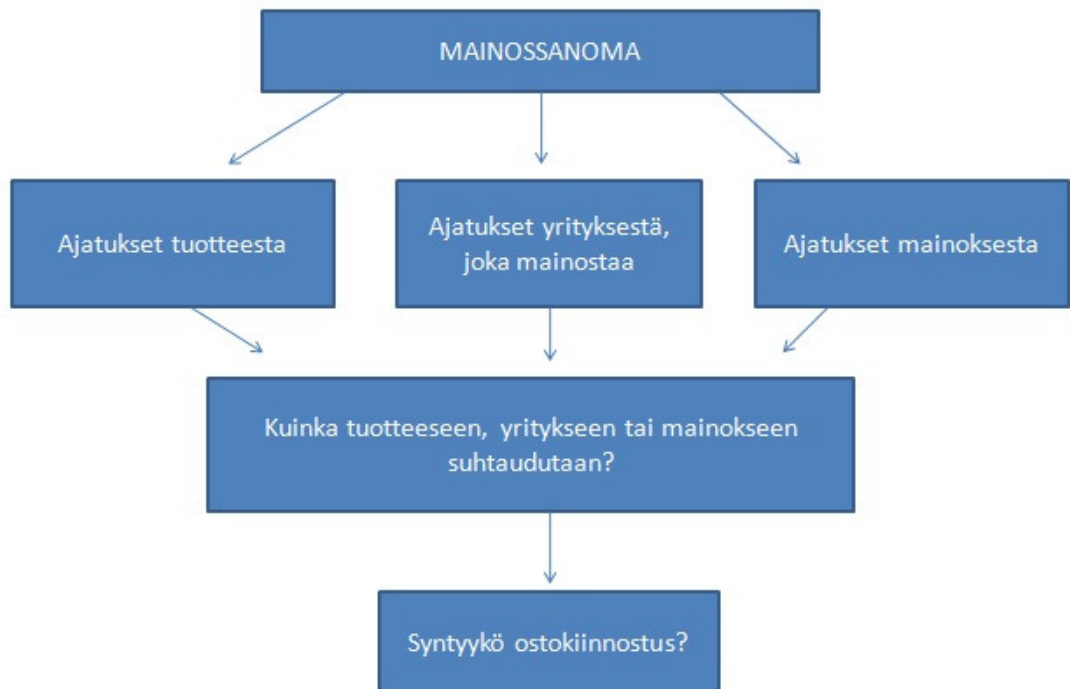 MAINOSSANOMA
Ajatukset tuotteesta
Ajatukset yrityksestä,
joka mainostaa
Ajatukset mainoksesta
Kuinka tuotteeseen, yritykseen tai mainokseen
suhtaudutaan?
Syntyykö ostokiinnostus?